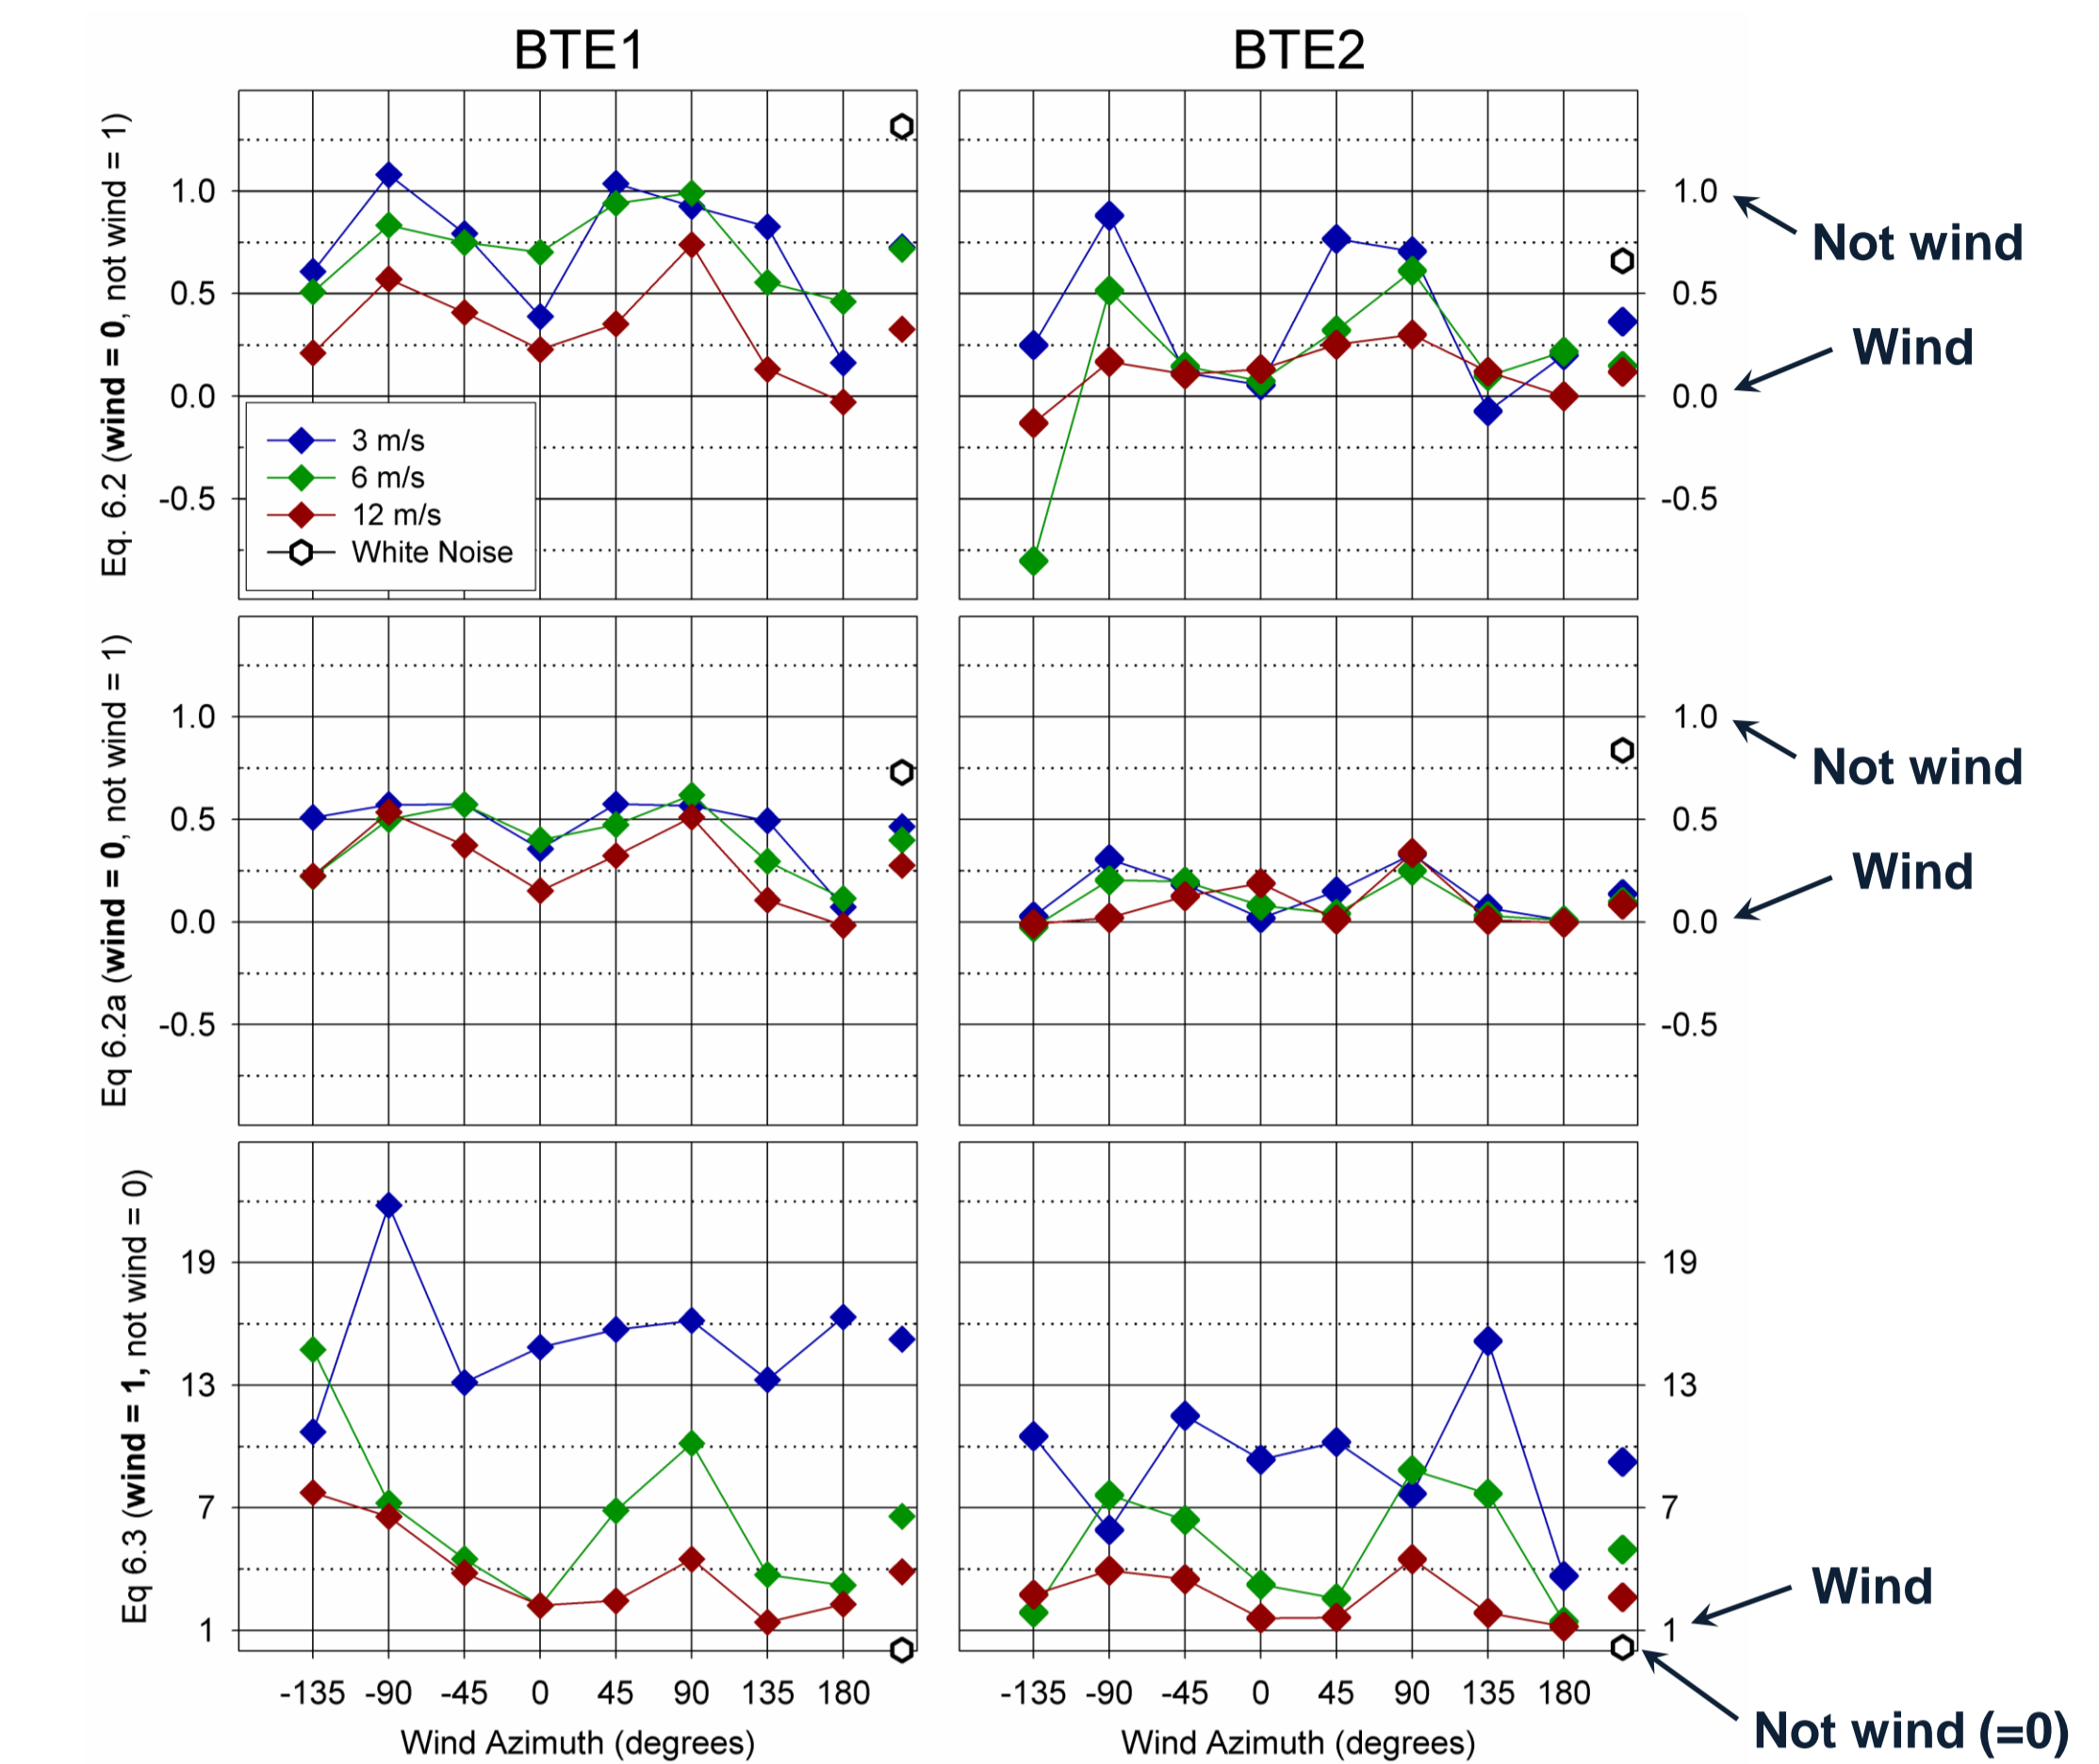 BTE1
BTE2
Eq. 6.2 (wind = 0, not wind = 1)
1.0
0.5
0.0
-0.5
3 m/s
6 m/s
12 m/s
White Noise
1.0
0.5
0.0
-0.5
Not wind
Wind
Eq 6.2a (wind = 0, not wind = 1)
1.0
0.5
0.0
-0.5
1.0
0.5
0.0
-0.5
Not wind
Wind
Eq 6.3 (wind = 1, not wind = 0)
19
13
7
1
19
13
7
1
Wind
Not wind (=0)
-135 -90 -45 0 45 90 135 180
-135 -90 -45 0 45 90 135 180
Wind Azimuth (degrees)
Wind Azimuth (degrees)